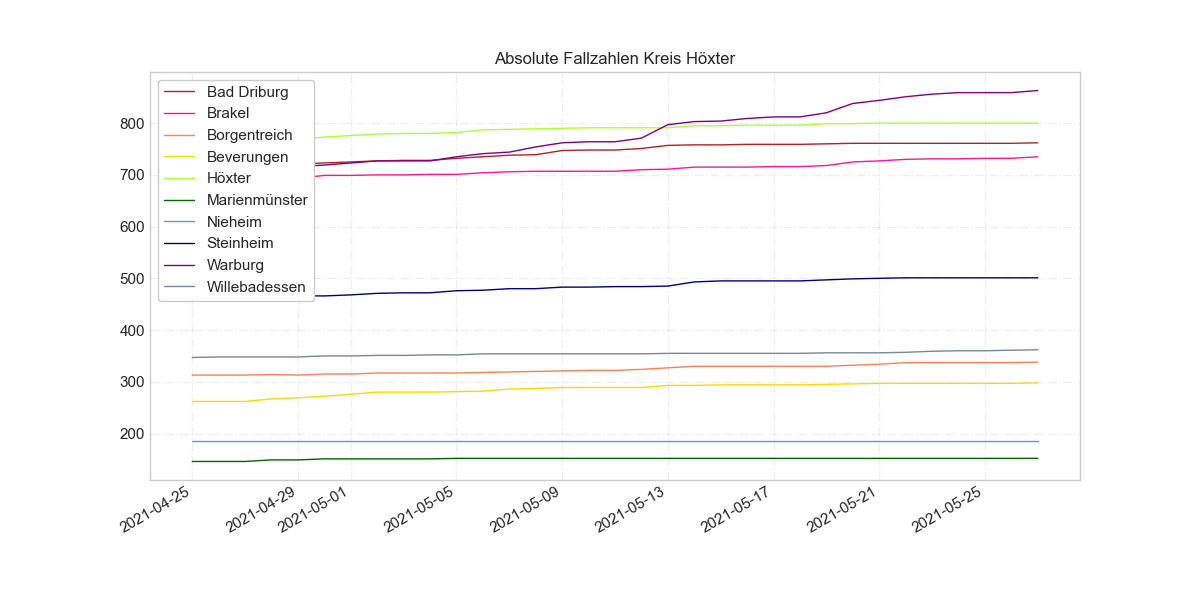 Absolute Fallzahlen Kreis Höxter
Bad Driburg
Brakel
Borgentreich
Beverungen
Höxter
Marienmünster
Nieheim
Steinheim
Warburg
Willebadessen
800
700
600
500
400
300
200
2021-04-25
2021-04-29
2021-05-01
2021-05-05
2021-05-09
2021-05-13
2021-05-17
2021-05-21
2021-05-25